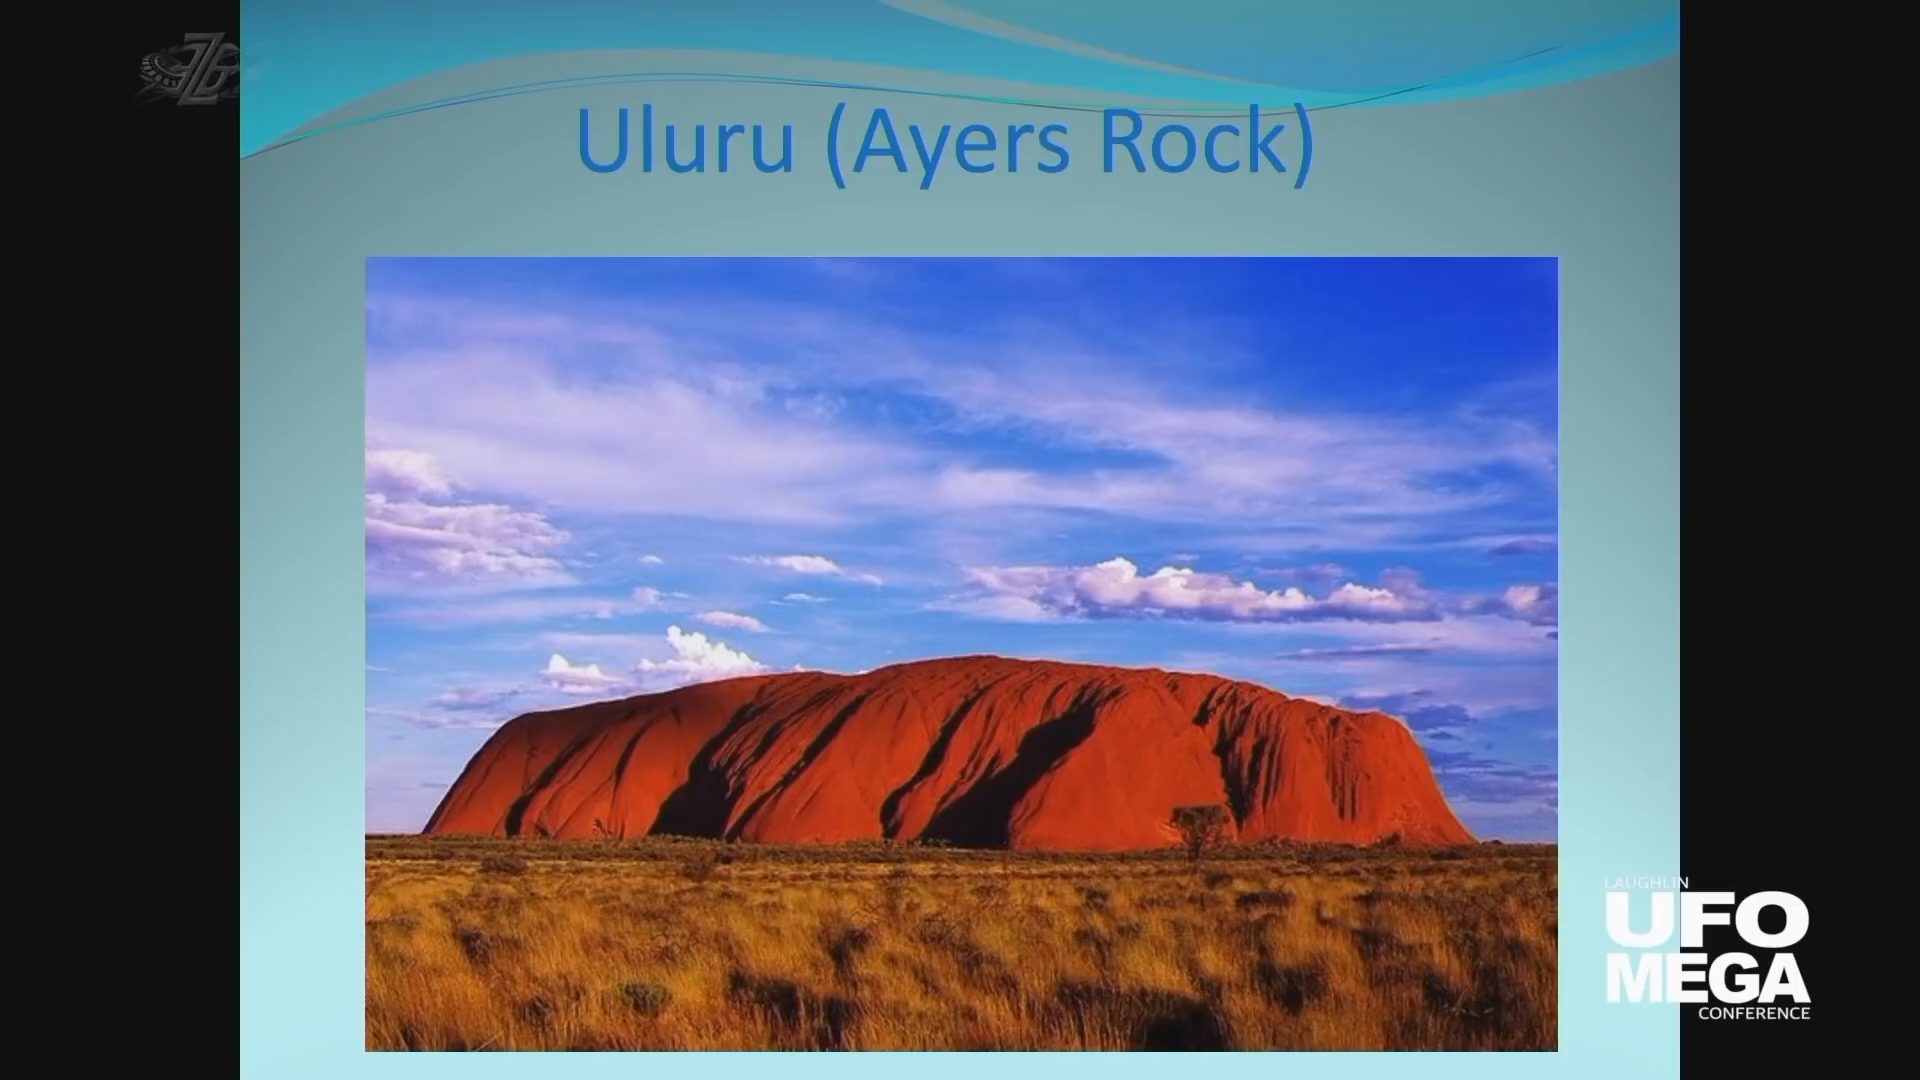 Uluru (Ayers Rock)
LAUGHLIN
UFO
MEGA
CONFERENCE